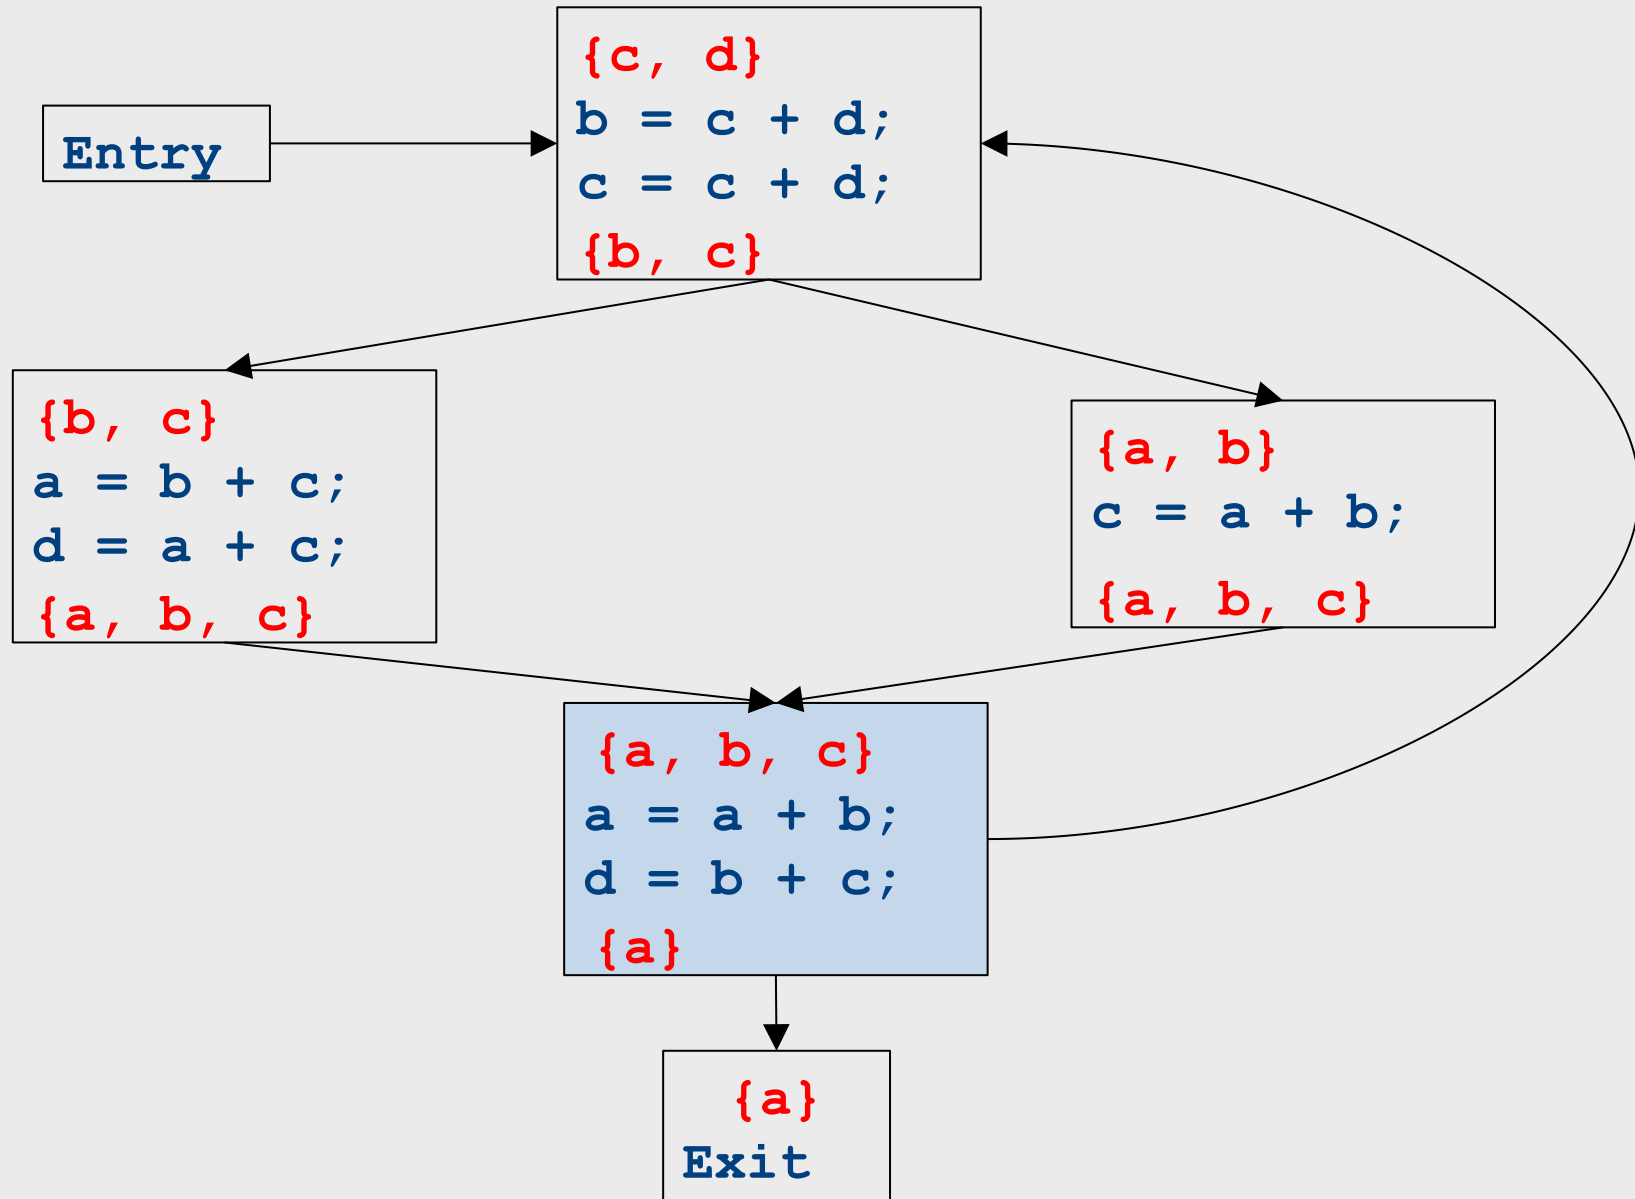 {c, d}
b = c + d;
c = c + d;
{b, c}
Entry
{b, c}
a = b + c;
d = a + c;
{a, b, c}
{a, b}
c = a + b;
{a, b, c}
{a, b, c}
a = a + b;
d = b + c;
{a}
{a}
Exit